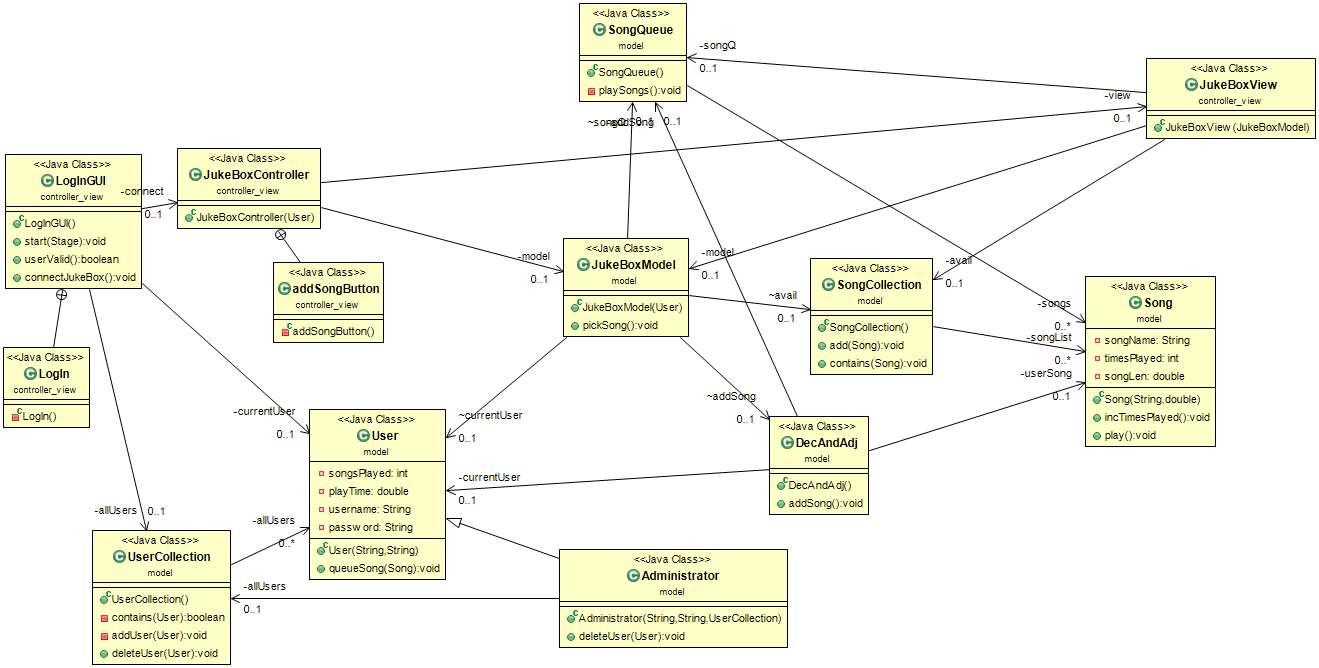 <<Java Class>>
SongQueue
model
SongQueue()
playSongs():void
-songQ
0..1
<<Java Class>>
JukeBoxView
controller_view
JukeBoxView (JukeBoxModel)
-view
0..1
~songQ
0..1
-addSong
0..1
<<Java Class>>
LogInGUI
controller_view
LogInGUI()
start(Stage):void
userValid():boolean
connectJukeBox():void
-connect
0..1
<<Java Class>>
JukeBoxController
controller_view
JukeBoxController(User)
<<Java Class>>
addSongButton
controller_view
addSongButton()
-model
0..1
<<Java Class>>
JukeBoxModel
model
JukeBoxModel(User)
pickSong():void
-model
0..1
~avail
0..1
<<Java Class>>
SongCollection
model
SongCollection()
add(Song):void
contains(Song):void
-avail
0..1
-songs
0..*
-songList
0..*
-userSong
0..1
<<Java Class>>
Song
model
songName: String
timesPlayed: int
songLen: double
Song(String,double)
incTimesPlayed():void
play():void
<<Java Class>>
LogIn
controller_view
LogIn()
-currentUser
0..1
<<Java Class>>
User
model
songsPlayed: int
playTime: double
username: String
password: String
User(String,String)
queueSong(Song):void
~currentUser
0..1
~addSong
0..1
<<Java Class>>
DecAndAdj
model
DecAndAdj()
addSong():void
-currentUser
0..1
-allUsers
0..1
-allUsers
0..*
<<Java Class>>
UserCollection
model
UserCollection()
contains(User):boolean
addUser(User):void
deleteUser(User):void
-allUsers
0..1
<<Java Class>>
Administrator
model
Administrator(String,String,UserCollection)
deleteUser(User):void